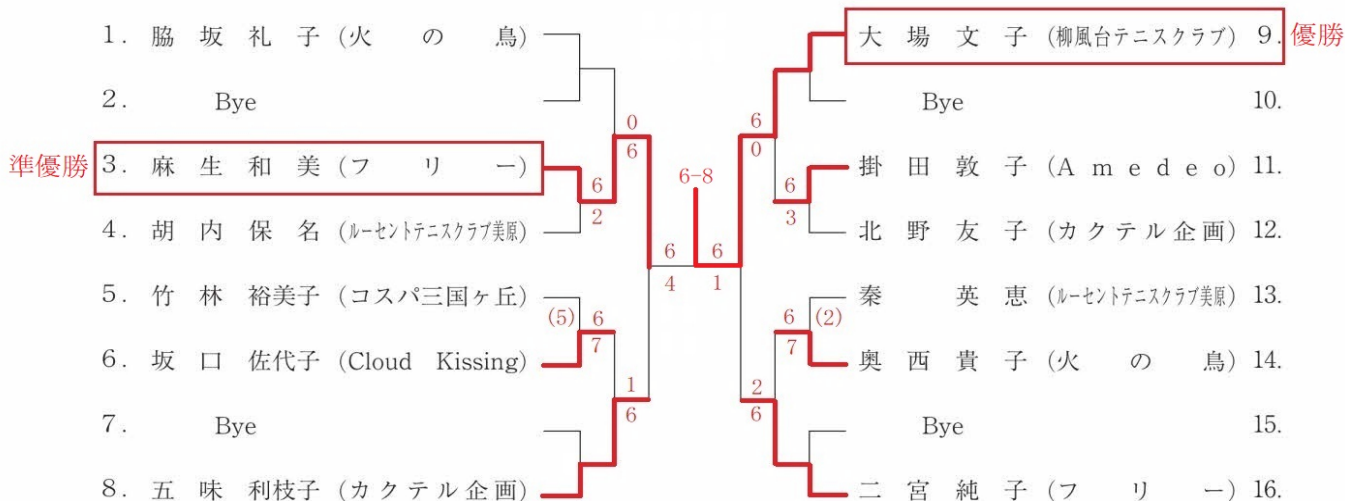 1. 脇坂礼子 (火の鳥)
2. Bye
0
6
準優勝 3. 麻生和美 (フリー)
6
2
4. 胡内保名 (ルーセントテニスクラブ美原)
6
4
5. 竹林裕美子 (コスパ三国ヶ丘)
(5) 6
7
6. 坂口佐代子 (Cloud Kissing)
1
6
7. Bye
8. 五味利枝子 (カクテル企画)
6-8
大場文子 (柳風台テニスクラブ) 9. 優勝
Bye 10.
6
0
掛田敦子 (Amedeo) 11.
6
3
北野友子 (カクテル企画) 12.
6
1
秦英恵 (ルーセントテニスクラブ美原) 13.
6 (2)
7
奥西貴子 (火の鳥) 14.
2
6
Bye 15.
二宮純子 (フリー) 16.